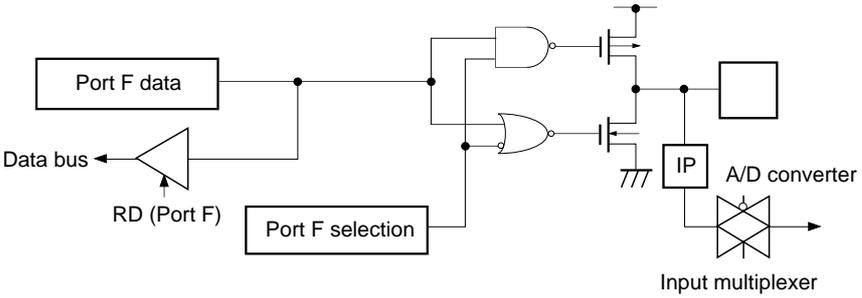 Port F data
Data bus
RD (Port F)
Port F selection
IP
A/D converter
Input multiplexer